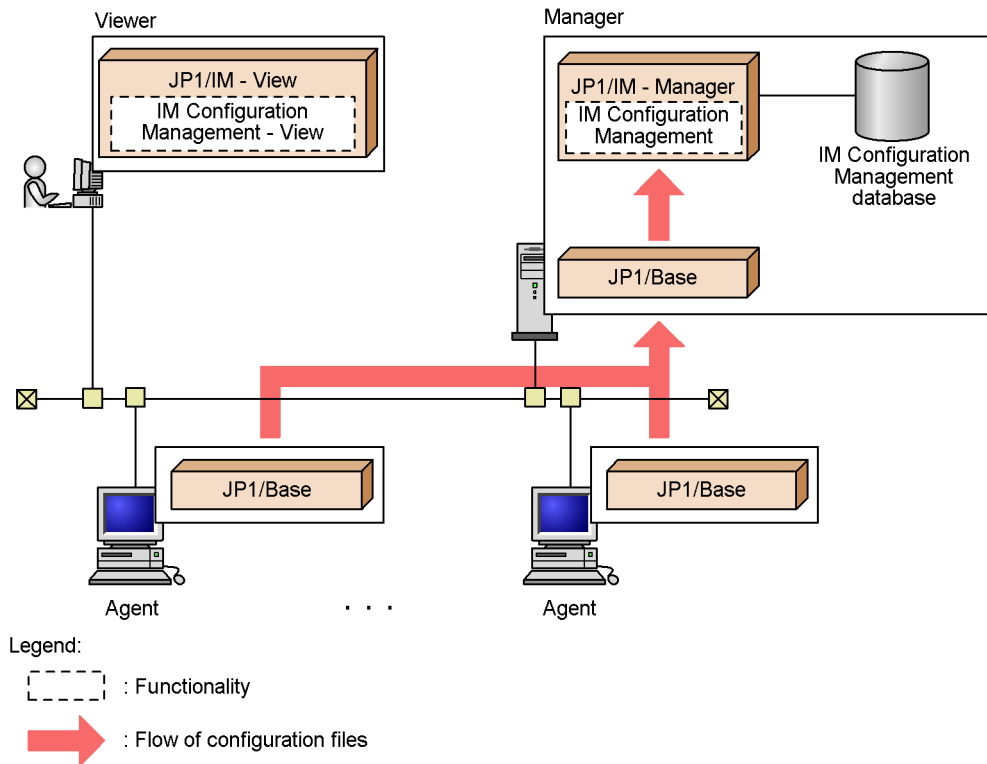 Viewer
JP1/IM - View
IM Configuration
Management - View
Manager
JP1/IM - Manager
IM Configuration
Management
IM Configuration
Management
database
JP1/Base
JP1/Base
Agent
. . .
JP1/Base
Agent
Legend:
: Functionality
: Flow of configuration files